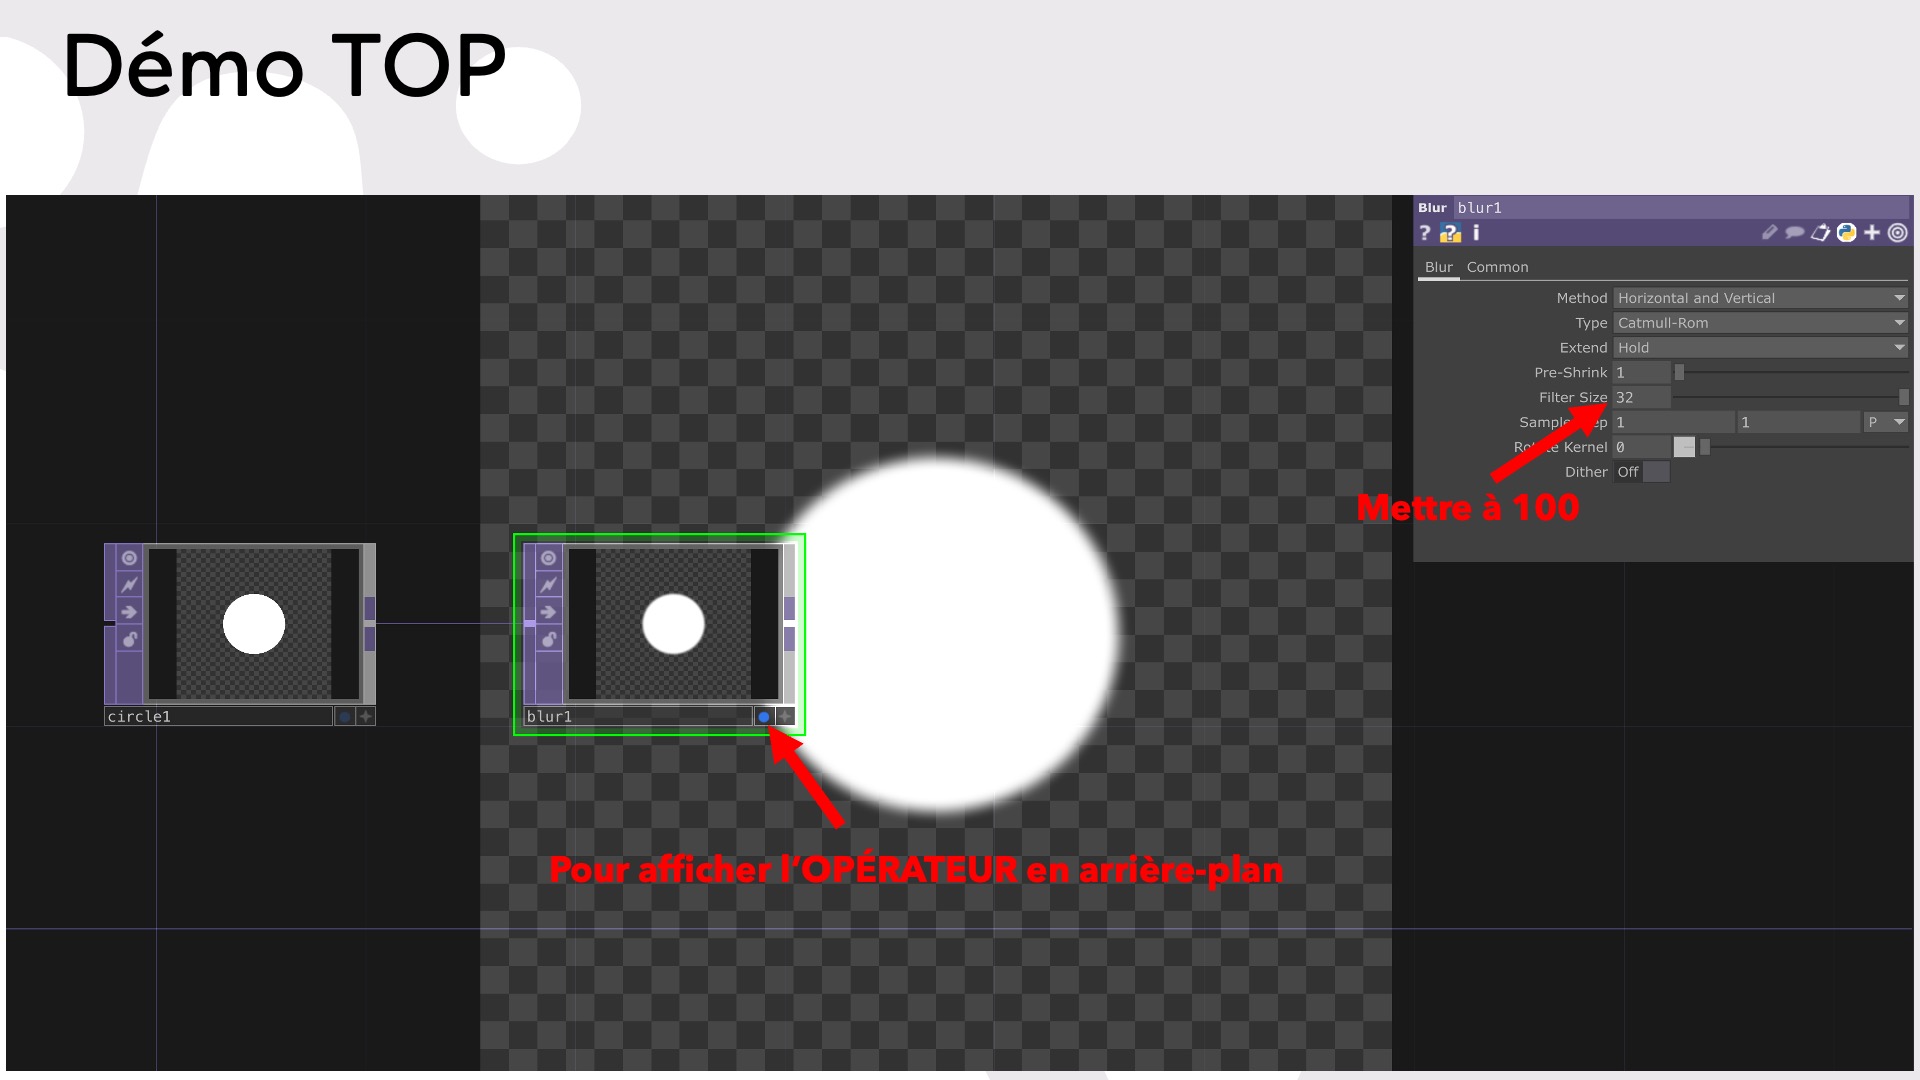 Démo TOP
Blur blur1
? ? i
Blur Common
Method Horizontal and Vertical
Type Catmull-Rom
Extend Hold
Pre-Shrink 1
Filter Size 32
1 1 P
Kernel 0
Dither Off
Mettre à 100
circle1
blur1
Pour afficher l’OPÉRATEUR en arrière-plan